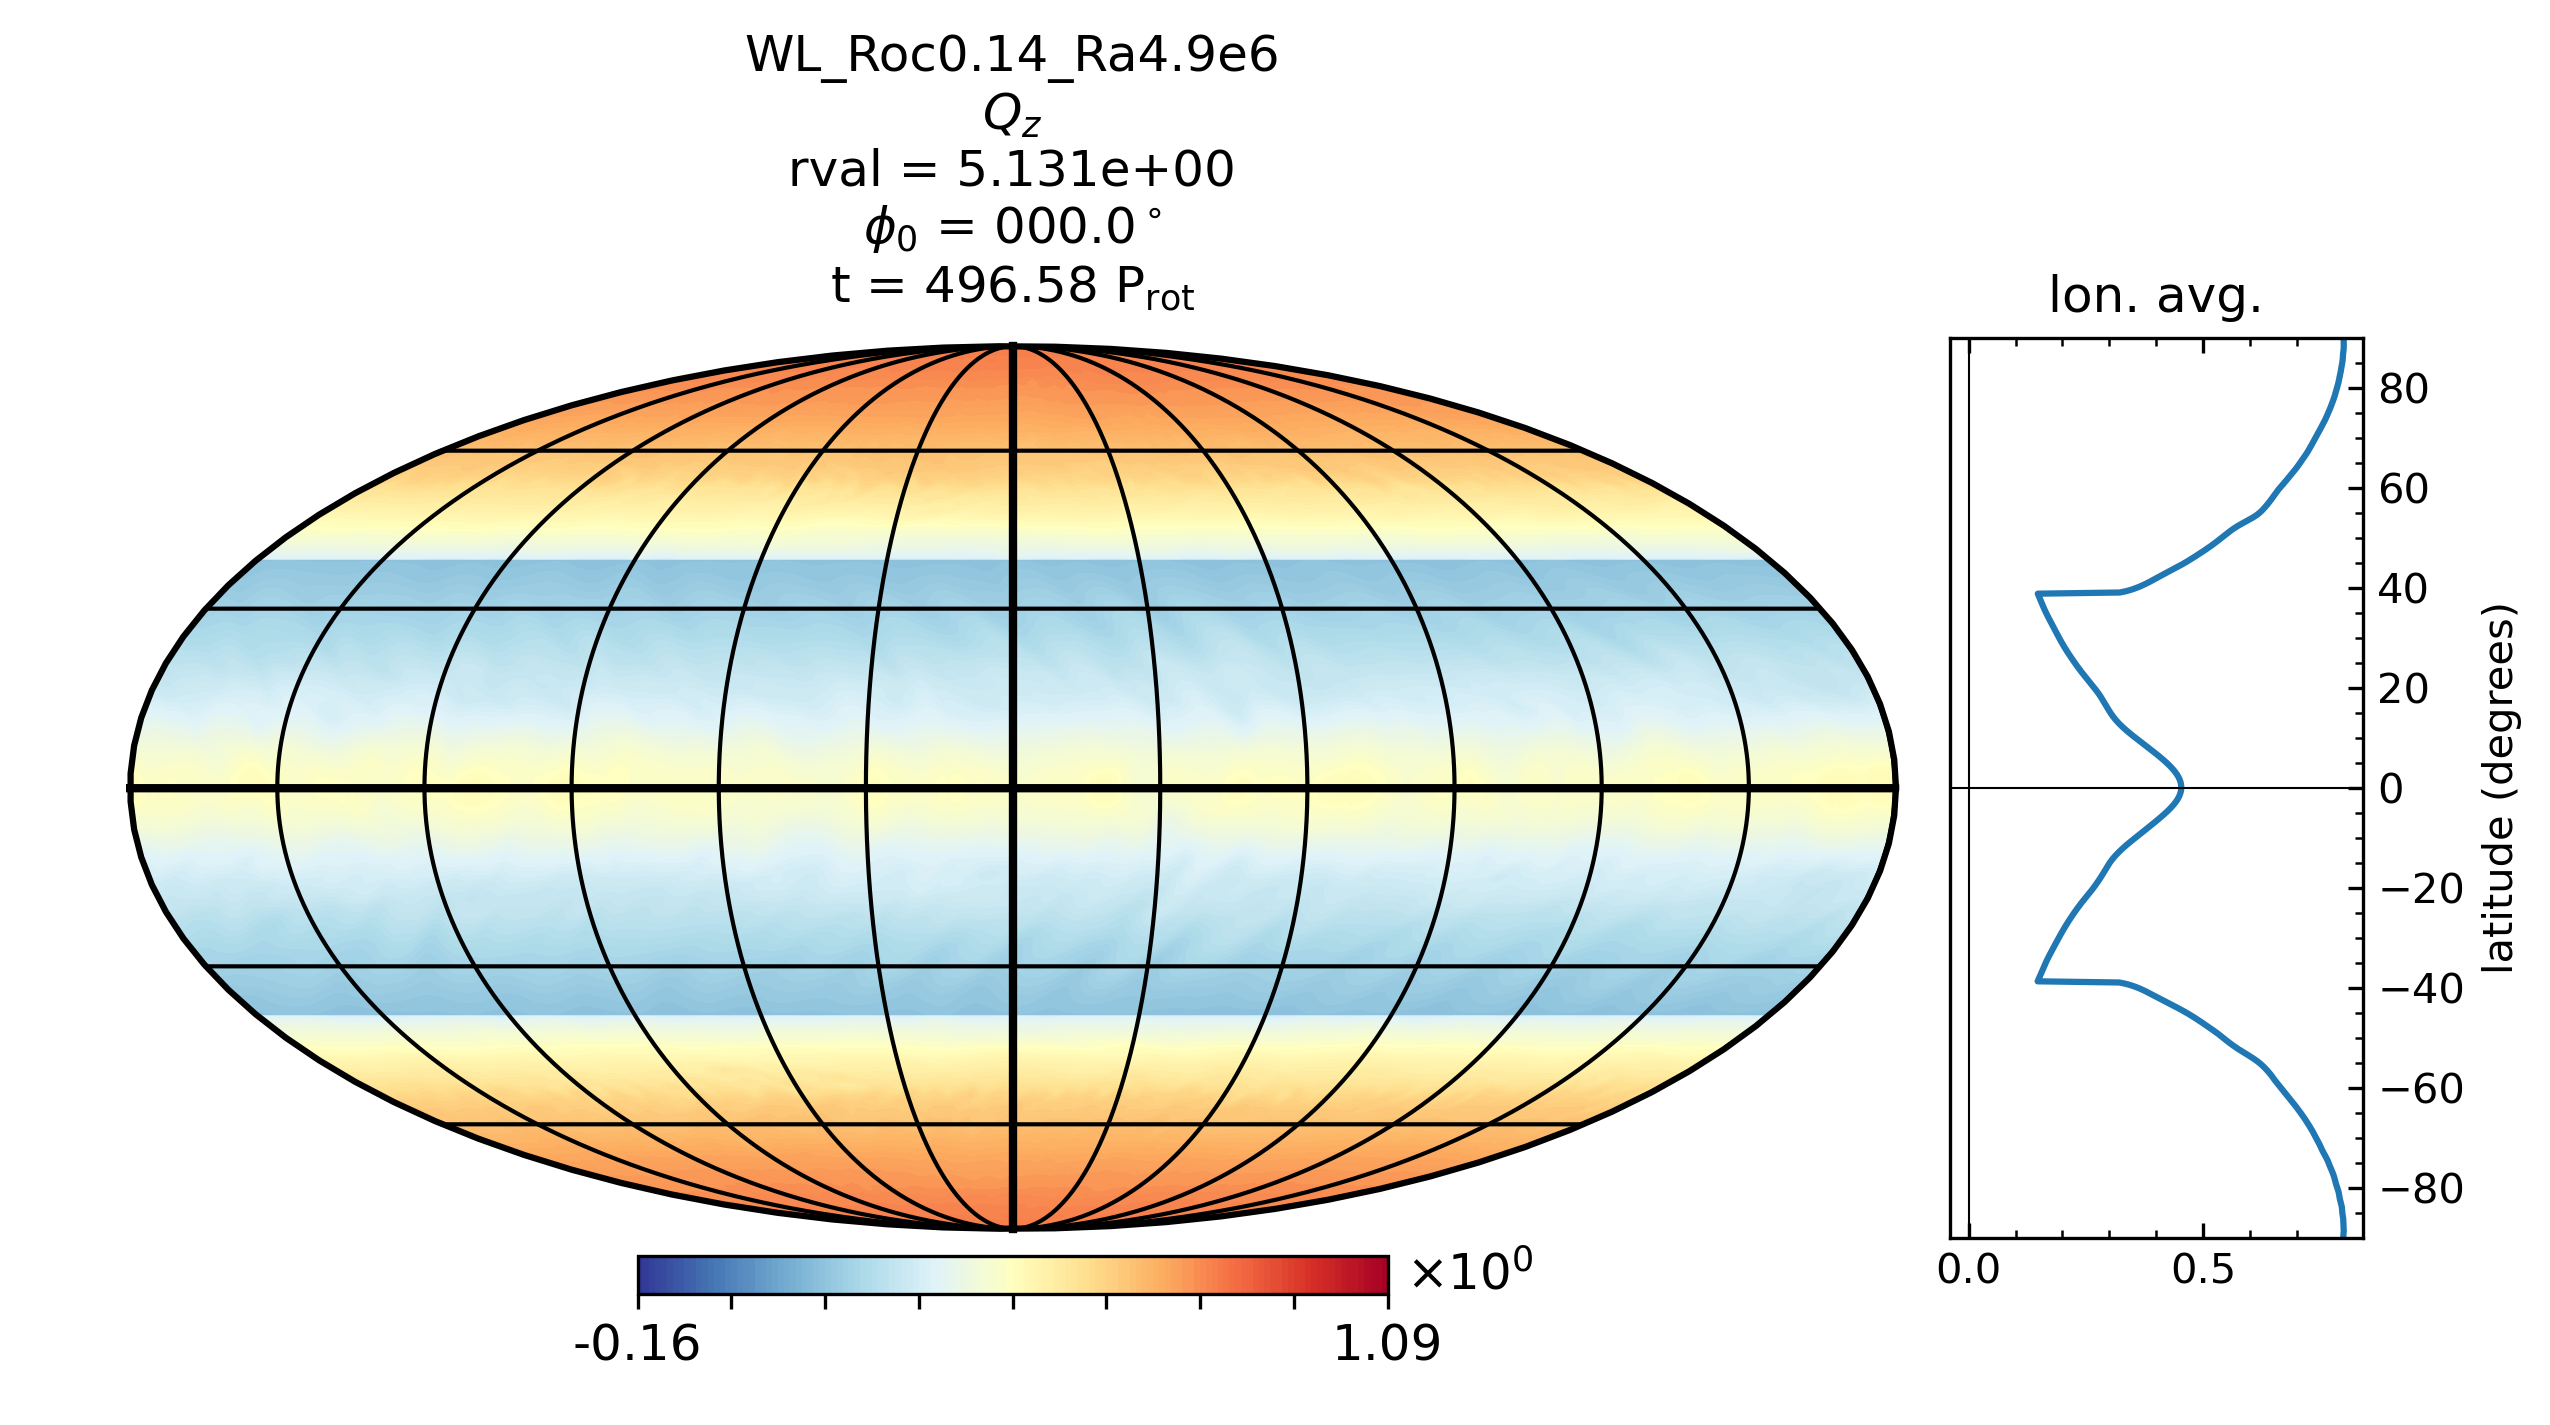 WL_Roc0.14_Ra4.9e6
Q_z
rval = 5.131e+00
ϕ₀ = 000.0°
t = 496.58 P_rot
lon. avg.
80
60
40
20
0
−20
−40
−60
−80
latitude (degrees)
0.0 0.5
×10⁰
-0.16 1.09